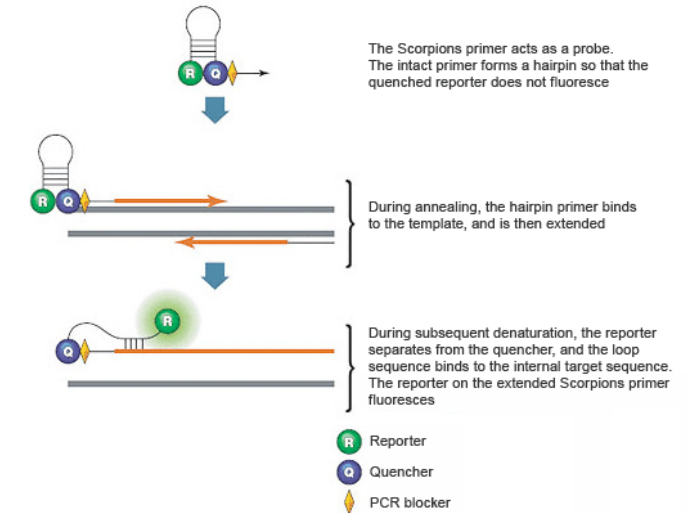 The Scorpions primer acts as a probe.
The intact primer forms a hairpin so that the
quenched reporter does not fluoresce
R Q
R Q
During annealing, the hairpin primer binds
to the template, and is then extended
R
Q
During subsequent denaturation, the reporter
separates from the quencher, and the loop
sequence binds to the internal target sequence.
The reporter on the extended Scorpions primer
fluoresces
R Reporter
Q Quencher
PCR blocker